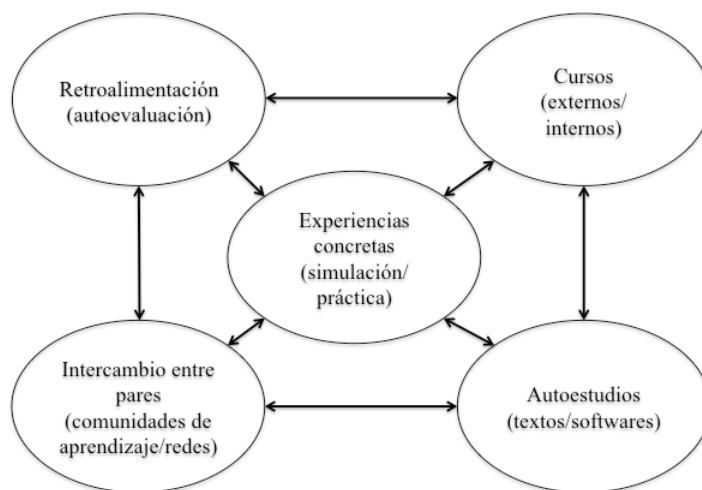 Retroalimentación
(autoevaluación)
Cursos
(externos/
internos)
Experiencias
concretas
(simulación/
práctica)
Intercambio entre
pares
(comunidades de
aprendizaje/redes)
Autoestudios
(textos/softwares)